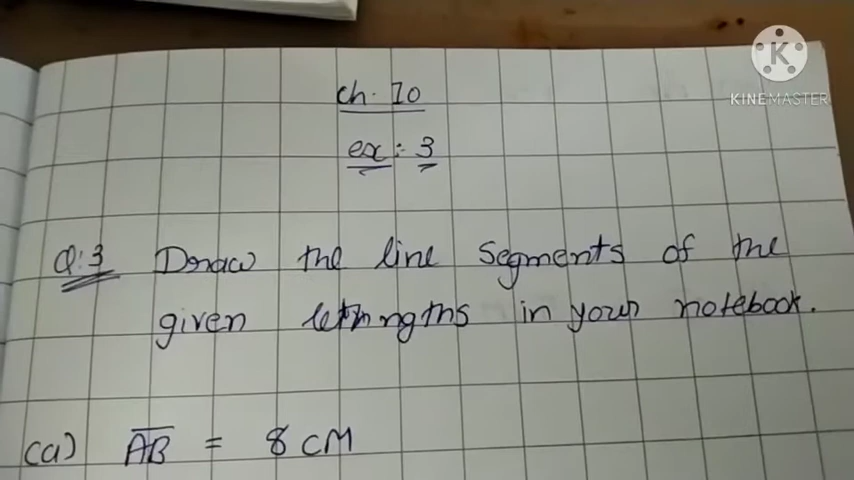 KINEMASTER
ch. 10
ex: 3
Q:3 Draw the line segments of the
given lengths in your notebook.
(a) AB = 8 CM